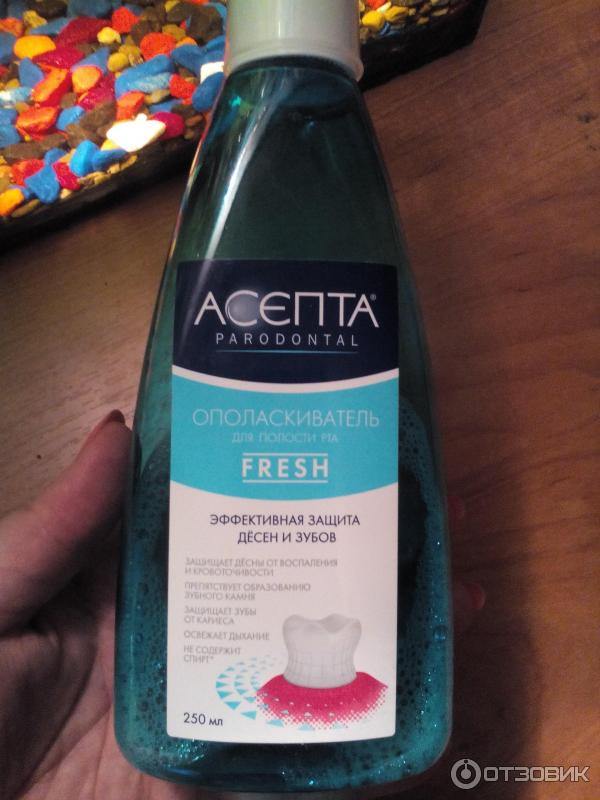 АСЕПТА®
PARODONTAL
ОПОЛАСКИВАТЕЛЬ
ДЛЯ ПОЛОСТИ РТА
FRESH
ЭФФЕКТИВНАЯ ЗАЩИТА
ДЁСЕН И ЗУБОВ
ЗАЩИЩАЕТ ДЁСНЫ ОТ ВОСПАЛЕНИЯ
И КРОВОТОЧИВОСТИ
ПРЕПЯТСТВУЕТ ОБРАЗОВАНИЮ
ЗУБНОГО КАМНЯ
ЗАЩИЩАЕТ ЗУБЫ
ОТ КАРИЕСА
ОСВЕЖАЕТ ДЫХАНИЕ
НЕ СОДЕРЖИТ
СПИРТ*
250 МЛ
ОТЗОВИК